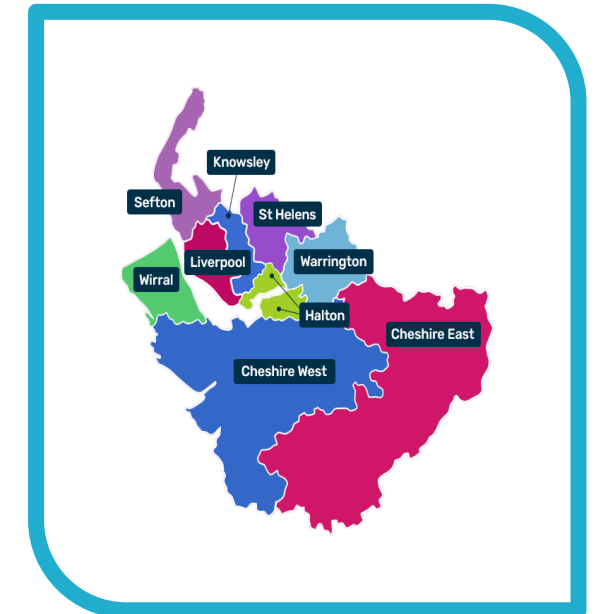 Knowsley
Sefton
St Helens
Liverpool
Warrington
Wirral
Halton
Cheshire East
Cheshire West